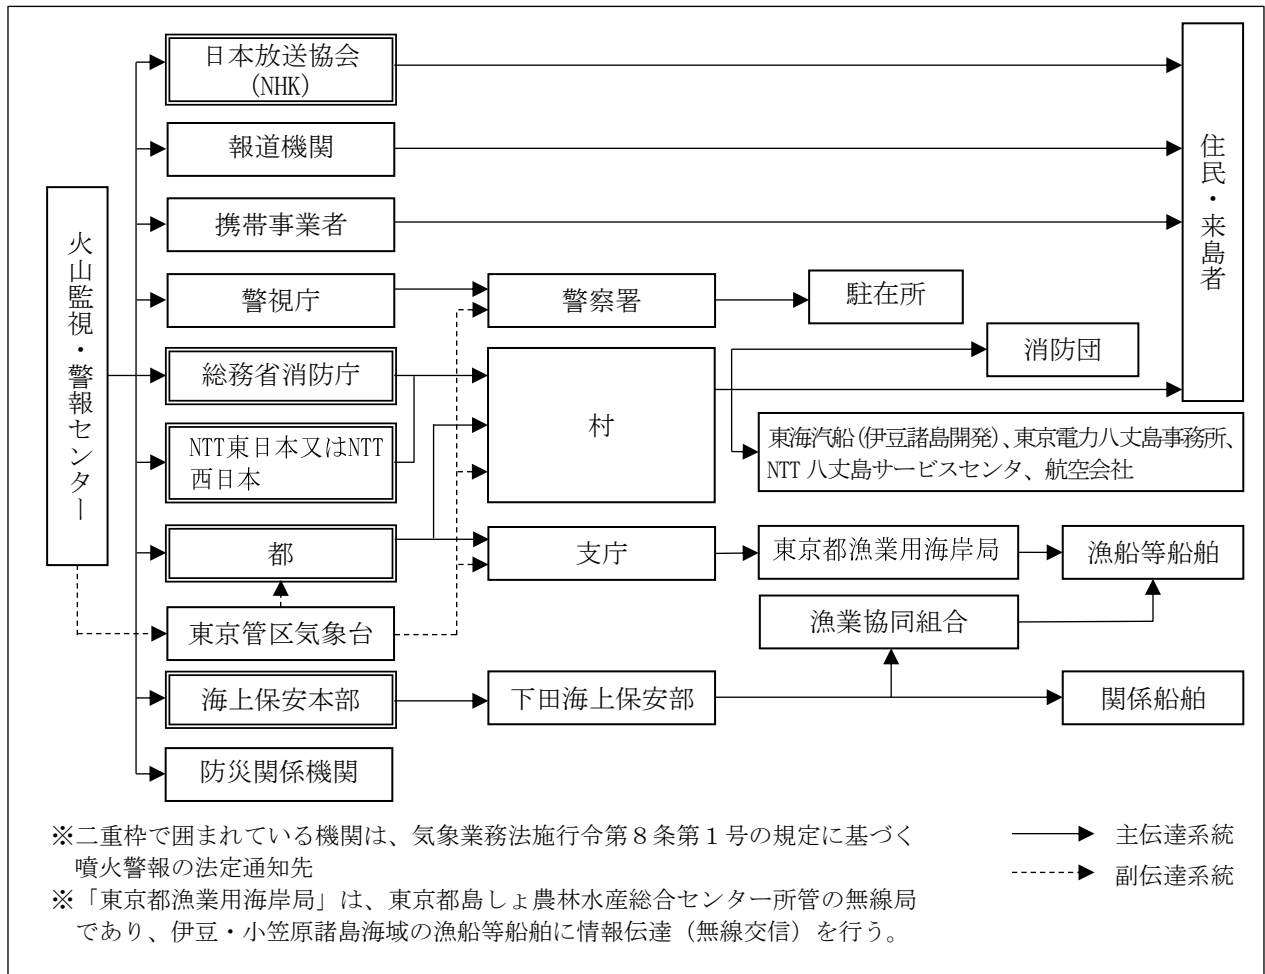 日本放送協会
(NHK)
報道機関
携帯事業者
警視庁
総務省消防庁
NTT東日本又はNTT
西日本
都
東京管区気象台
海上保安本部
防災関係機関
火山監視・警報センター
警察署
村
支庁
下田海上保安部
駐在所
消防団
東海汽船(伊豆諸島開発)、東京電力八丈島事務所、
NTT 八丈島サービスセンタ、航空会社
東京都漁業用海岸局
漁業協同組合
漁船等船舶
関係船舶
住民・来島者
※二重枠で囲まれている機関は、気象業務法施行令第8条第1号の規定に基づく
噴火警報の法定通知先
※「東京都漁業用海岸局」は、東京都島しょ農林水産総合センター所管の無線局
であり、伊豆・小笠原諸島海域の漁船等船舶に情報伝達（無線交信）を行う。
主伝達系統
副伝達系統